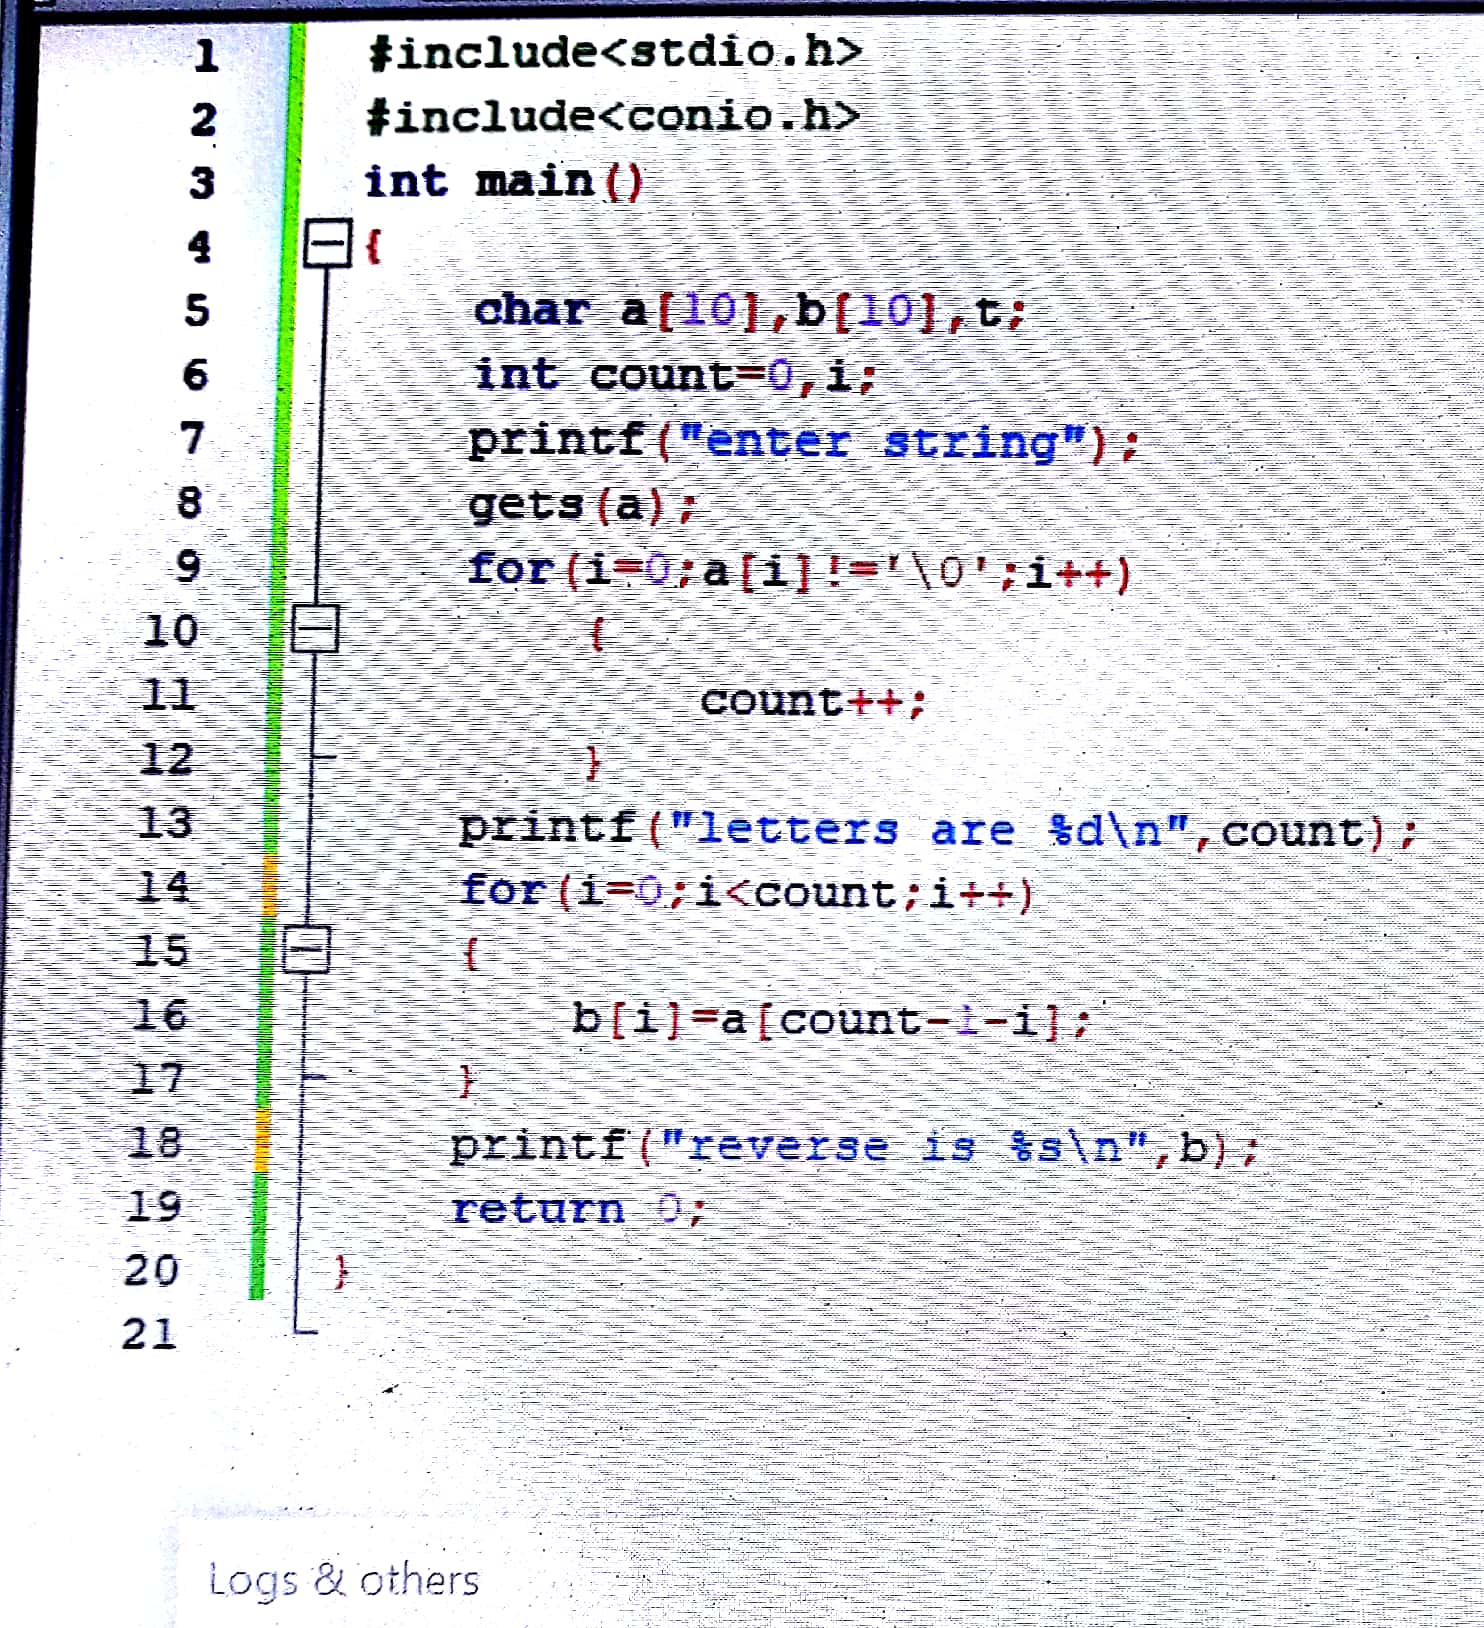 1 #include<stdio.h>
2 #include<conio.h>
3 int main()
4 {
5 char a[10],b[10],t;
6 int count=0,i;
7 printf("enter string");
8 gets(a);
9 for(i=0;a[i]!='\0';i++)
10 {
11 count++;
12 }
13 printf("letters are %d\n",count);
14 for(i=0;i<count;i++)
15 {
16 b[i]=a[count-1-i];
17 }
18 printf("reverse is %s\n",b);
19 return 0;
20 }
21
Logs & others